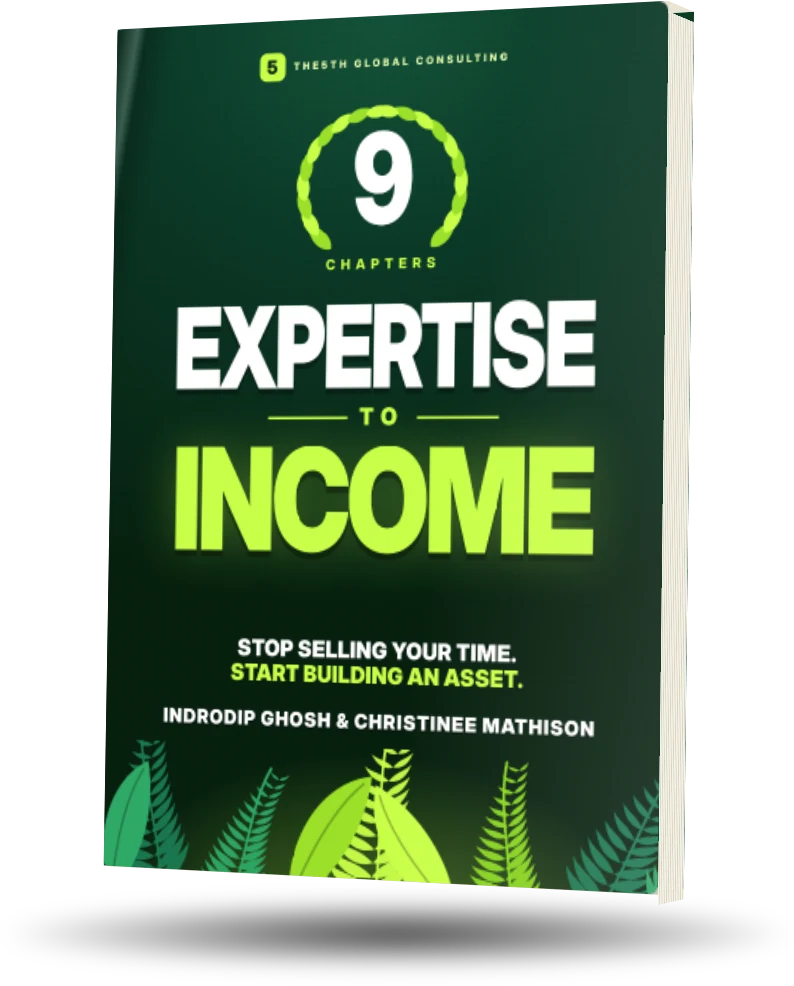 5 THE5TH GLOBAL CONSULTING
9
CHAPTERS
EXPERTISE
TO
INCOME
STOP SELLING YOUR TIME.
START BUILDING AN ASSET.
INDRODIP GHOSH & CHRISTINEE MATHISON